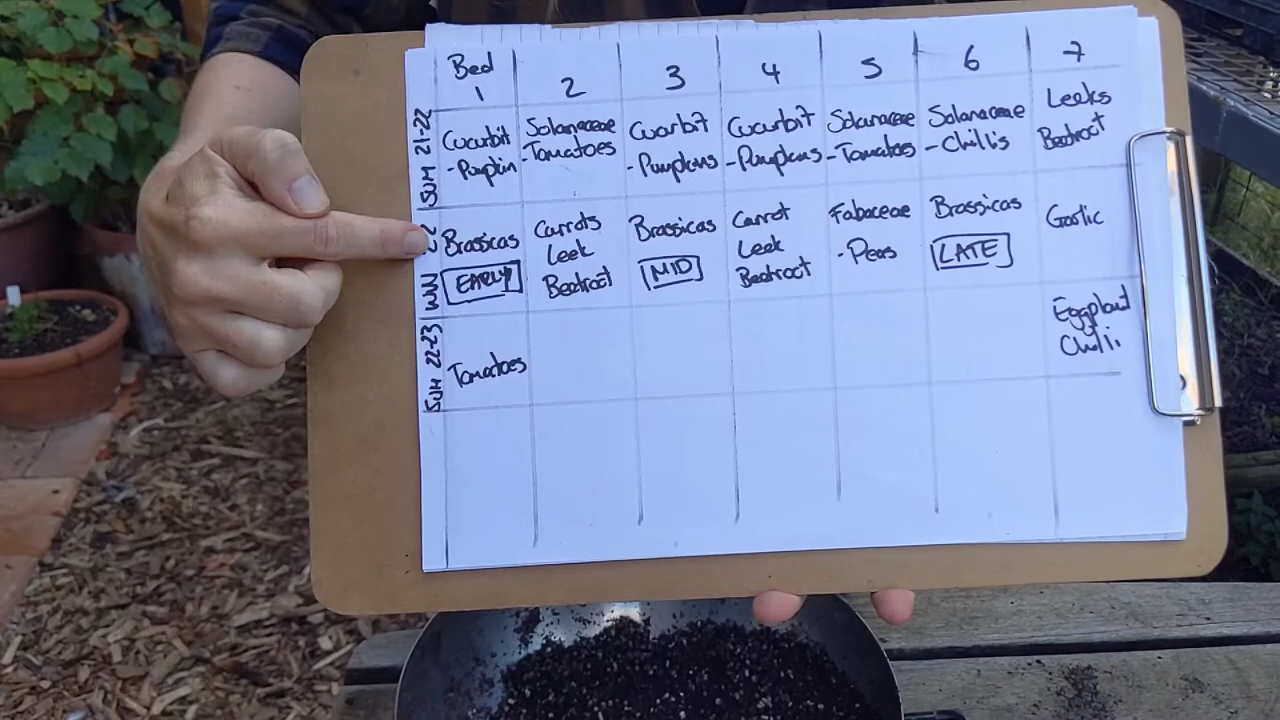 Bed
1 2 3 4 5 6 7
SUM 21-22
Cucurbit
-Pumpkin
Solanaceae
-Tomatoes
Cucurbit
-Pumpkins
Cucurbit
-Pumpkins
Solanaceae
-Tomatoes
Solanaceae
-Chillis
Leeks
Beetroot
WIN 22
Brassicas
EARLY
Carrots
Leek
Beetroot
Brassicas
MID
Carrot
Leek
Beetroot
Fabaceae
-Peas
Brassicas
LATE
Garlic
SUM 22-23
Tomatoes
Eggplant
Chilli